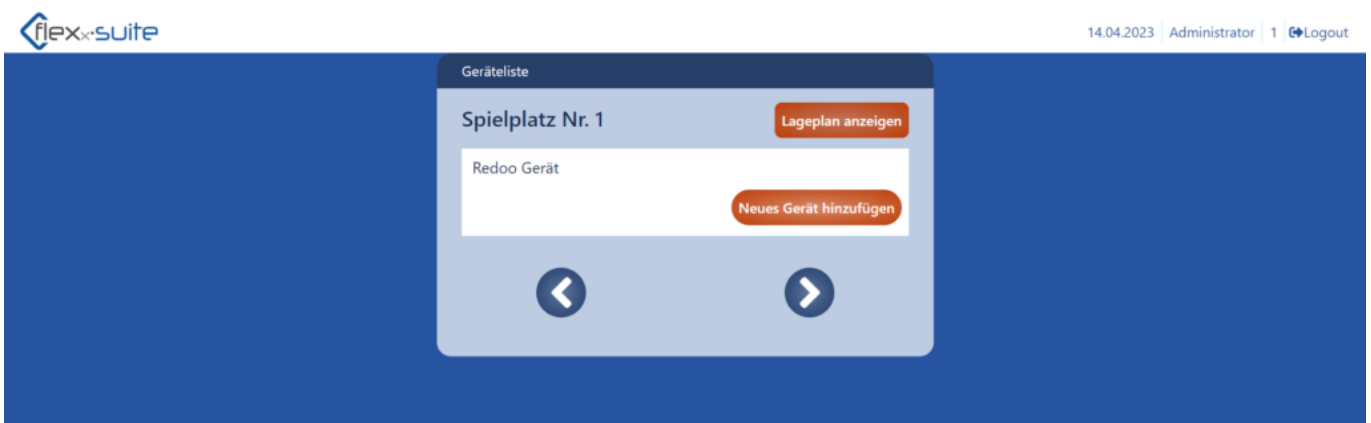 flexx-suite
14.04.2023 Administrator 1 Logout
Geräteliste
Spielplatz Nr. 1
Lageplan anzeigen
Redoo Gerät
Neues Gerät hinzufügen